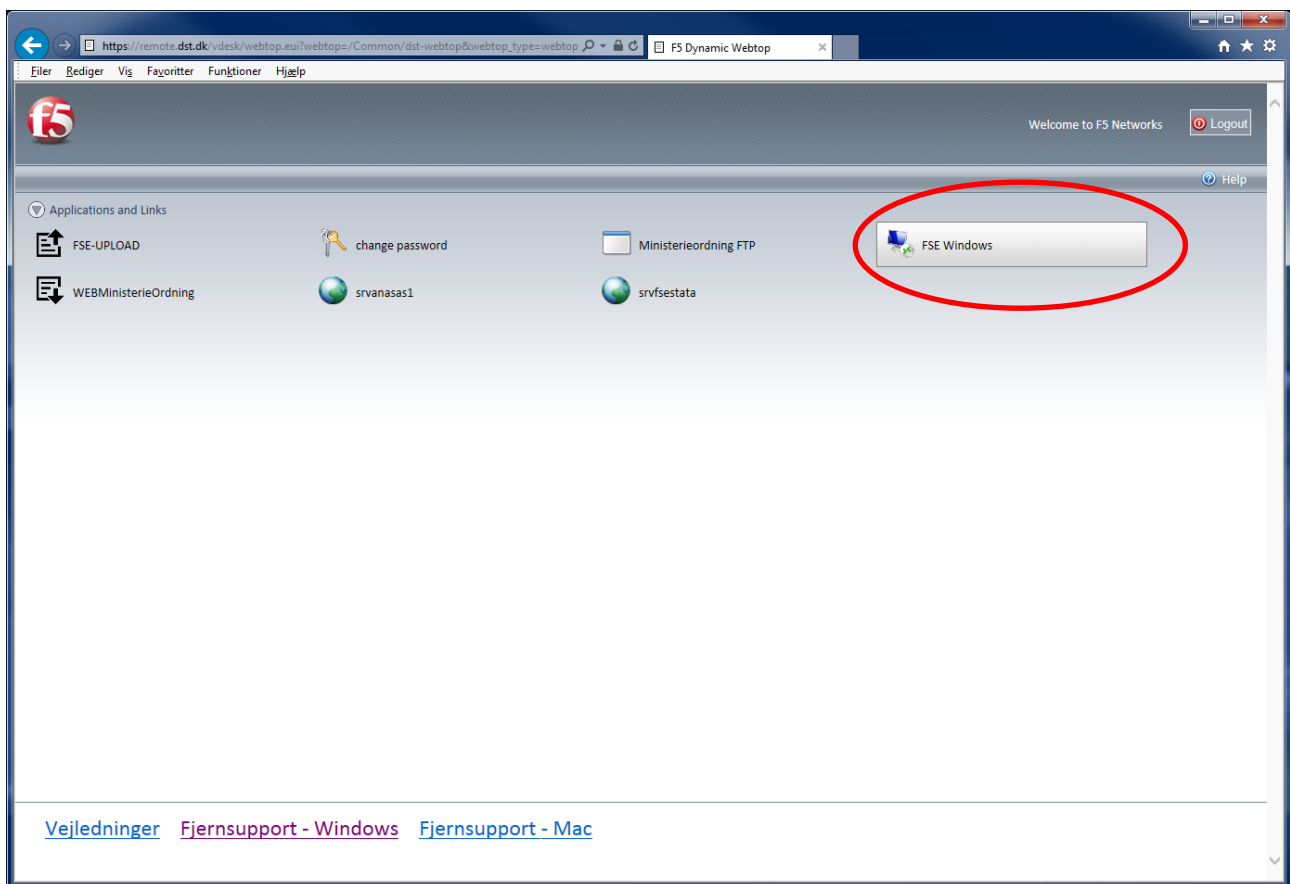 https://remote.dst.dk/vdesk/webtop.eui?webtop=/Common/dst-webtop&webtop_type=webtop F5 Dynamic Webtop
Filer Rediger Vis Favoritter Funktioner Hjælp
f5
Welcome to F5 Networks Logout
Help
Applications and Links
FSE-UPLOAD change password Ministerieordning FTP FSE Windows
WEBMinisterieOrdning srvanasas1 srvfsestata
Vejledninger Fjernsupport - Windows Fjernsupport - Mac